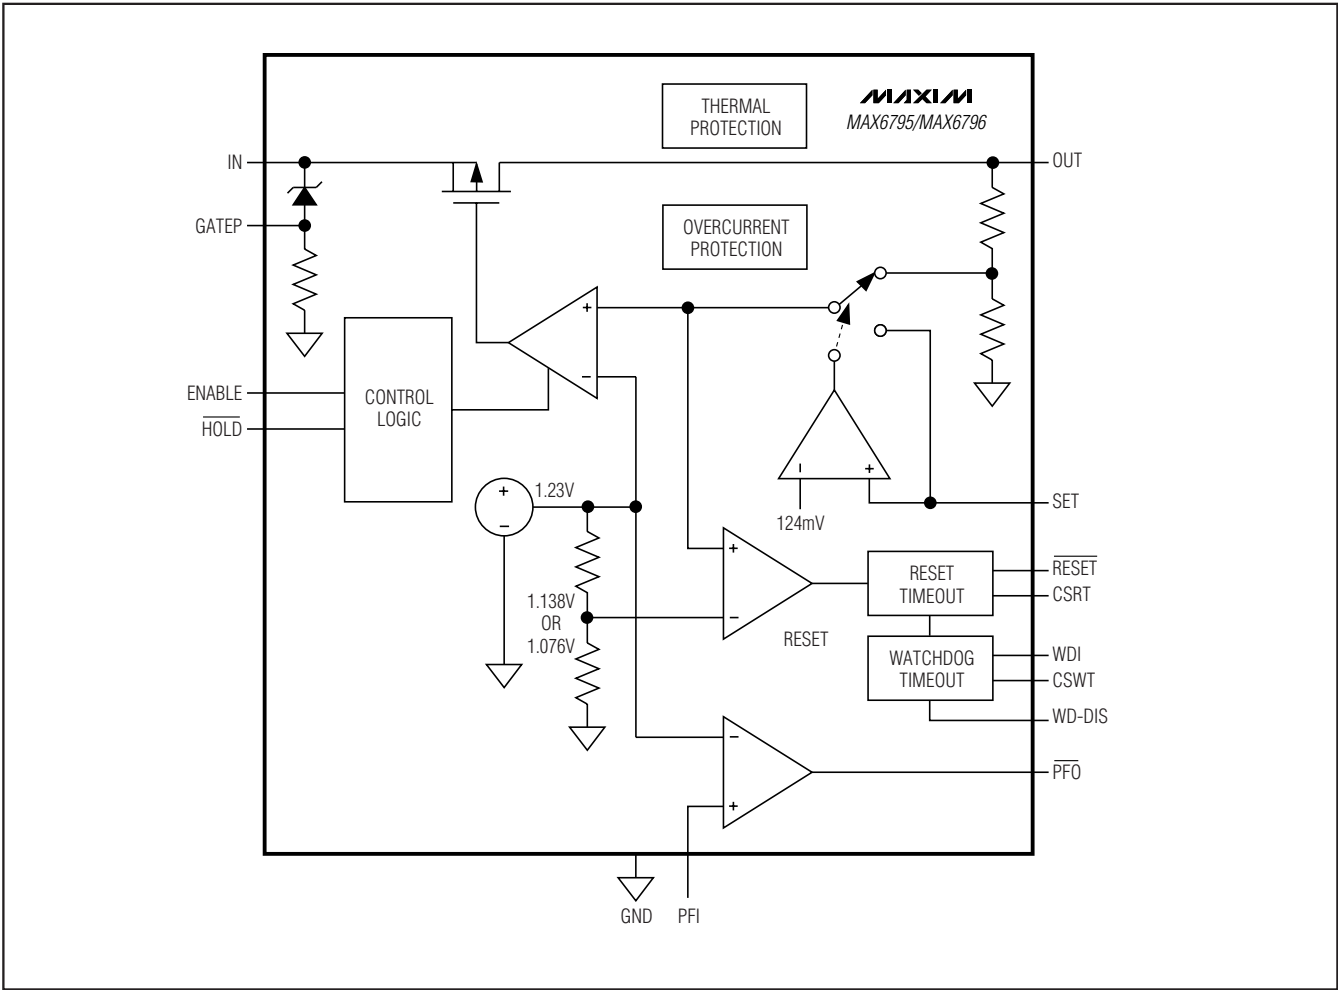 THERMAL
PROTECTION
MAXIM
MAX6795/MAX6796
IN
OUT
GATEP
OVERCURRENT
PROTECTION
+
−
ENABLE
HOLD
CONTROL
LOGIC
+
−
1.23V
−
+
124mV
SET
+
−
RESET
1.138V
OR
1.076V
RESET
TIMEOUT
RESET
CSRT
WATCHDOG
TIMEOUT
WDI
CSWT
WD-DIS
−
+
PFO
GND
PFI